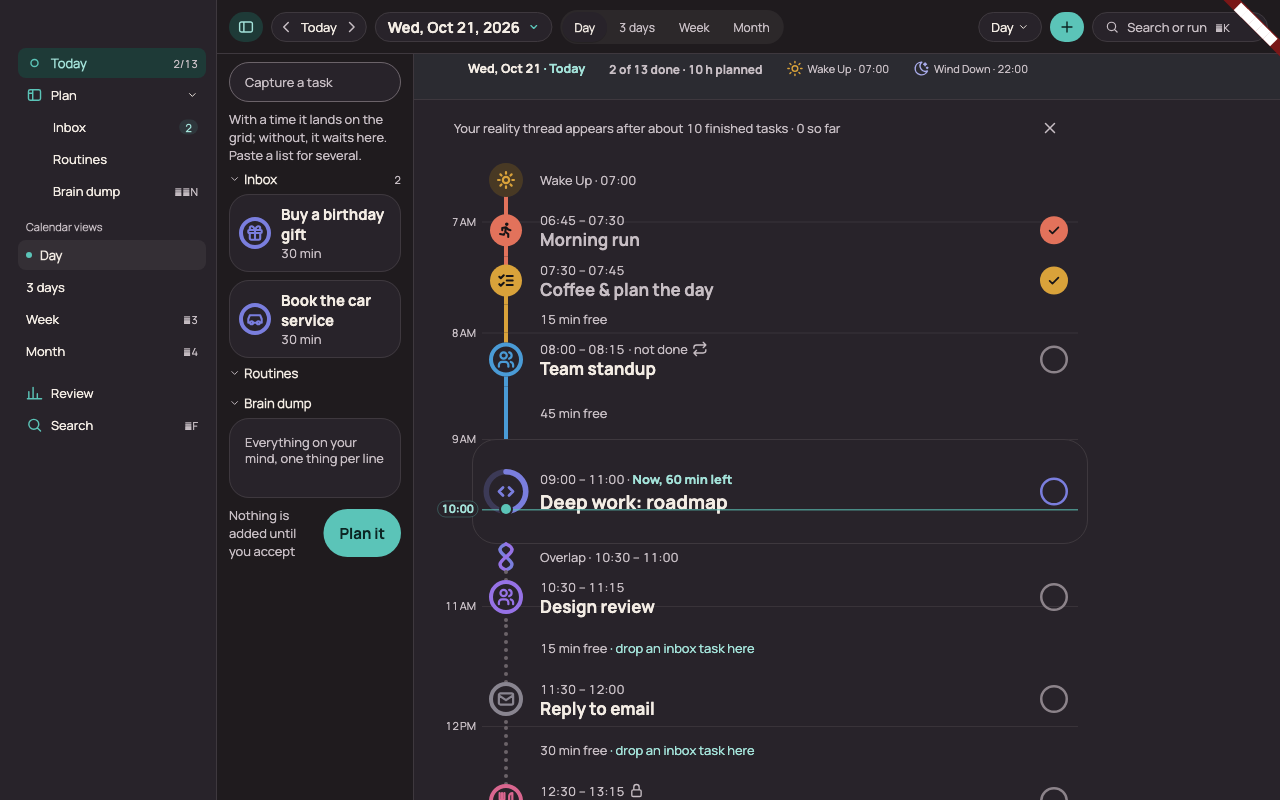 Today
Wed, Oct 21, 2026
Day
3 days
Week
Month
Day
Search or run
K
Today
2/13
Plan
Inbox
2
Routines
Brain dump
N
Calendar views
Day
3 days
Week
3
Month
4
Review
Search
F
Capture a task
With a time it lands on the
grid; without, it waits here.
Paste a list for several.
Inbox
2
Buy a birthday
gift
30 min
Book the car
service
30 min
Routines
Brain dump
Everything on your
mind, one thing per line
Nothing is
added until
you accept
Plan it
Wed, Oct 21 · Today
2 of 13 done · 10 h planned
Wake Up · 07:00
Wind Down · 22:00
Your reality thread appears after about 10 finished tasks · 0 so far
Wake Up · 07:00
7 AM
06:45 – 07:30
Morning run
07:30 – 07:45
Coffee & plan the day
15 min free
8 AM
08:00 – 08:15 · not done
Team standup
45 min free
9 AM
09:00 – 11:00 · Now, 60 min left
Deep work: roadmap
10:00
Overlap · 10:30 – 11:00
10:30 – 11:15
11 AM
Design review
15 min free · drop an inbox task here
11:30 – 12:00
Reply to email
12 PM
30 min free · drop an inbox task here
12:30 – 13:15